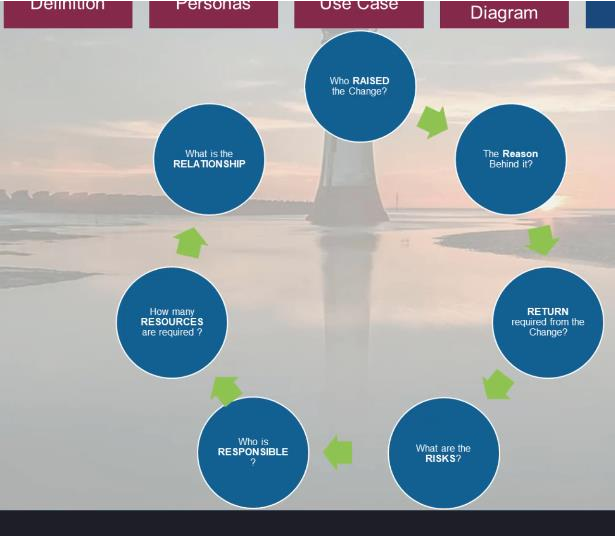 Definition
Personas
Use Case
Diagram
Who RAISED
the Change?
The Reason
Behind it?
RETURN
required from the
Change?
What are the
RISKS?
Who is
RESPONSIBLE
?
How many
RESOURCES
are required ?
What is the
RELATIONSHIP